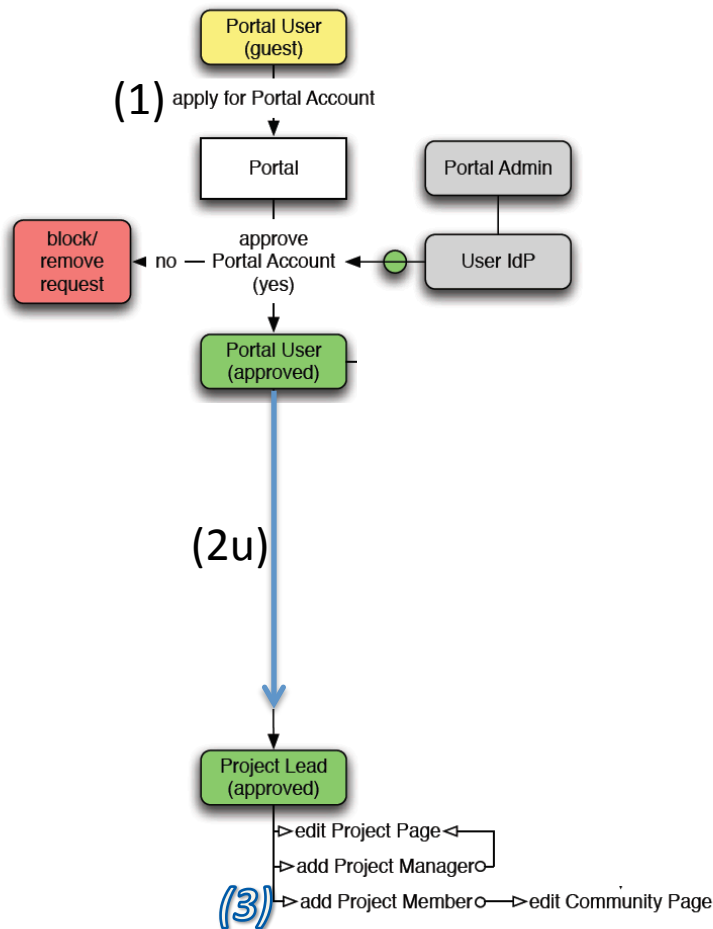 Portal User
(guest)
(1) apply for Portal Account
Portal
Portal Admin
block/
remove
request
no
approve
Portal Account
(yes)
User IdP
Portal User
(approved)
(2u)
Project Lead
(approved)
edit Project Page
add Project Manager
(3) add Project Member
edit Community Page